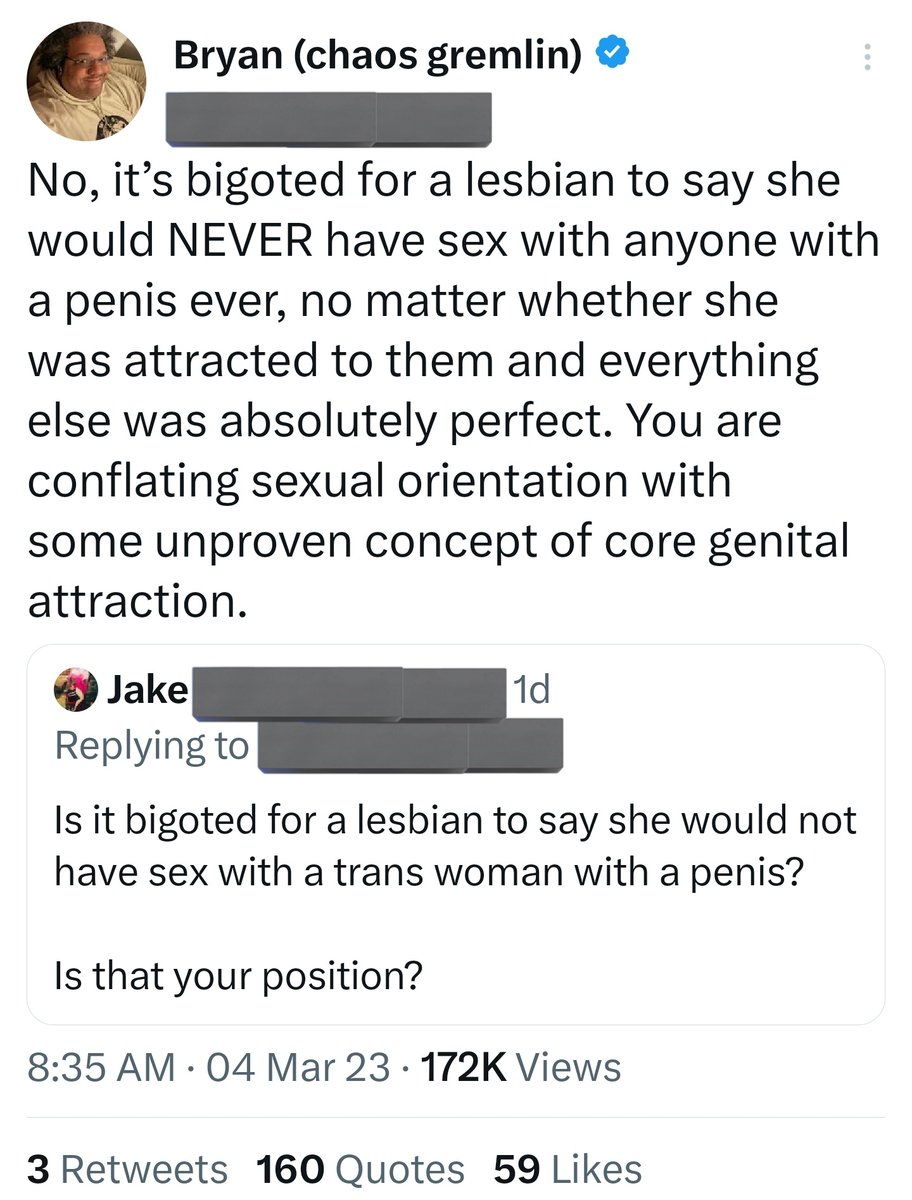 Bryan (chaos gremlin)
No, it’s bigoted for a lesbian to say she
would NEVER have sex with anyone with
a penis ever, no matter whether she
was attracted to them and everything
else was absolutely perfect. You are
conflating sexual orientation with
some unproven concept of core genital
attraction.
Jake 1d
Replying to
Is it bigoted for a lesbian to say she would not
have sex with a trans woman with a penis?
Is that your position?
8:35 AM · 04 Mar 23 · 172K Views
3 Retweets 160 Quotes 59 Likes